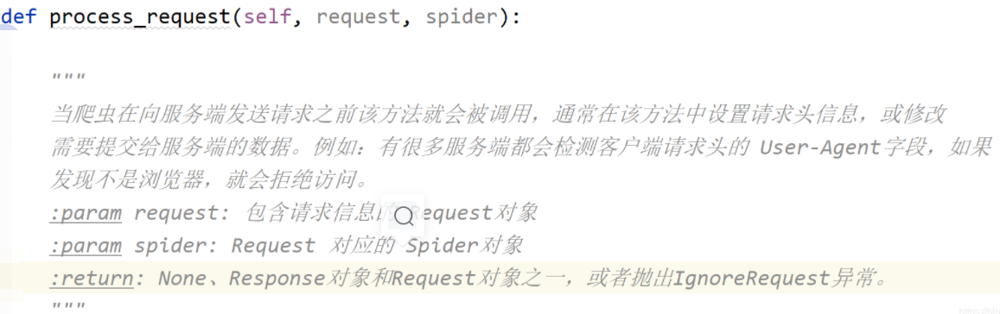 def process_request(self, request, spider):
"""
当爬虫在向服务端发送请求之前该方法就会被调用，通常在该方法中设置请求头信息，或修改
需要提交给服务端的数据。例如：有很多服务端都会检测客户端请求头的 User-Agent字段，如果
发现不是浏览器，就会拒绝访问。
:param request: 包含请求信息的 Request对象
:param spider: Request 对应的 Spider对象
:return: None、Response对象和Request对象之一，或者抛出IgnoreRequest异常。
"""